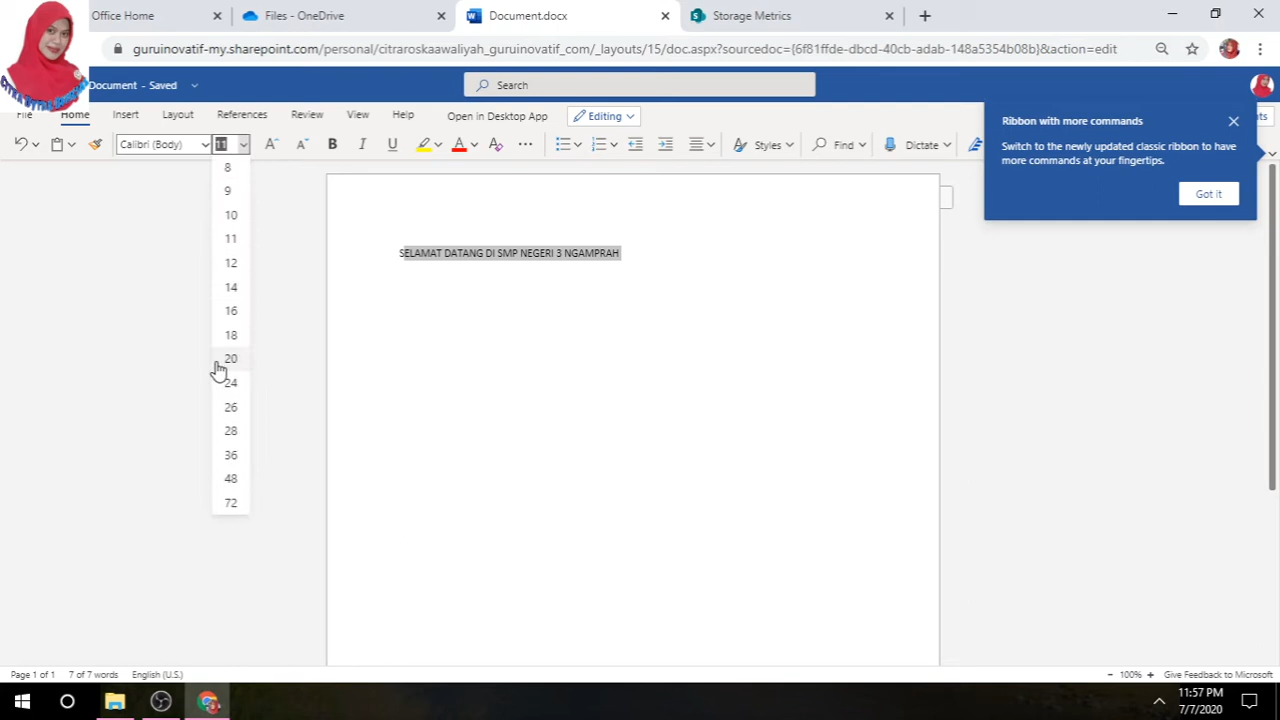 Office Home
Files - OneDrive
Document.docx
Storage Metrics
guruinovatif-my.sharepoint.com/personal/citraroskaawaliyah_guruinovatif_com/_layouts/15/doc.aspx?sourcedoc={6f81ffde-dbcd-40cb-adab-148a5354b08b}&action=edit
Document - Saved
Search
File Home Insert Layout References Review View Help Open in Desktop App Editing
Calibri (Body) 11 B I U A Styles Find Dictate
Ribbon with more commands
Switch to the newly updated classic ribbon to have
more commands at your fingertips.
Got it
8
9
10
11
12
14
16
18
20
24
26
28
36
48
72
SELAMAT DATANG DI SMP NEGERI 3 NGAMPRAH
Page 1 of 1 7 of 7 words English (U.S.) 100% Give Feedback to Microsoft
11:57 PM
7/7/2020